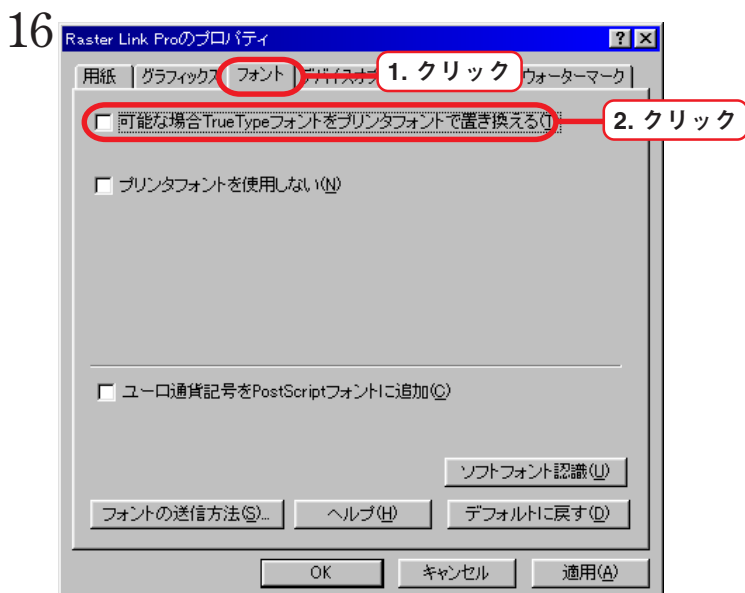 16
Raster Link Proのプロパティ
用紙 グラフィックス フォント 1. クリック ウォーターマーク
可能な場合TrueTypeフォントをプリンタフォントで置き換える(T) 2. クリック
プリンタフォントを使用しない(N)
ユーロ通貨記号をPostScriptフォントに追加(C)
ソフトフォント認識(U)
フォントの送信方法(S)... ヘルプ(H) デフォルトに戻す(D)
OK キャンセル 適用(A)